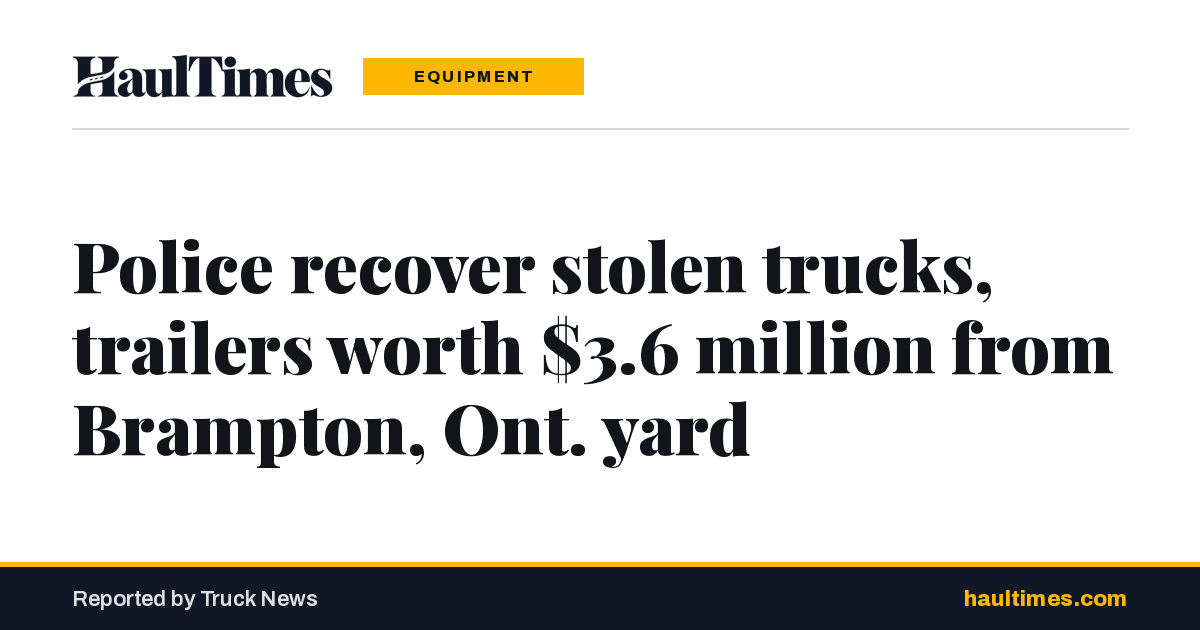 HaulTimes
EQUIPMENT
Police recover stolen trucks,
trailers worth $3.6 million from
Brampton, Ont. yard
Reported by Truck News
haultimes.com